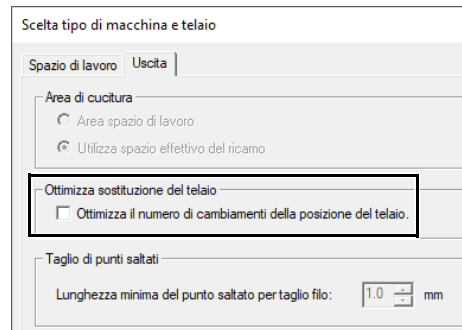 Scelta tipo di macchina e telaio
Spazio di lavoro Uscita
Area di cucitura
Area spazio di lavoro
Utilizza spazio effettivo del ricamo
Ottimizza sostituzione del telaio
Ottimizza il numero di cambiamenti della posizione del telaio.
Taglio di punti saltati
Lunghezza minima del punto saltato per taglio filo: 1.0 mm